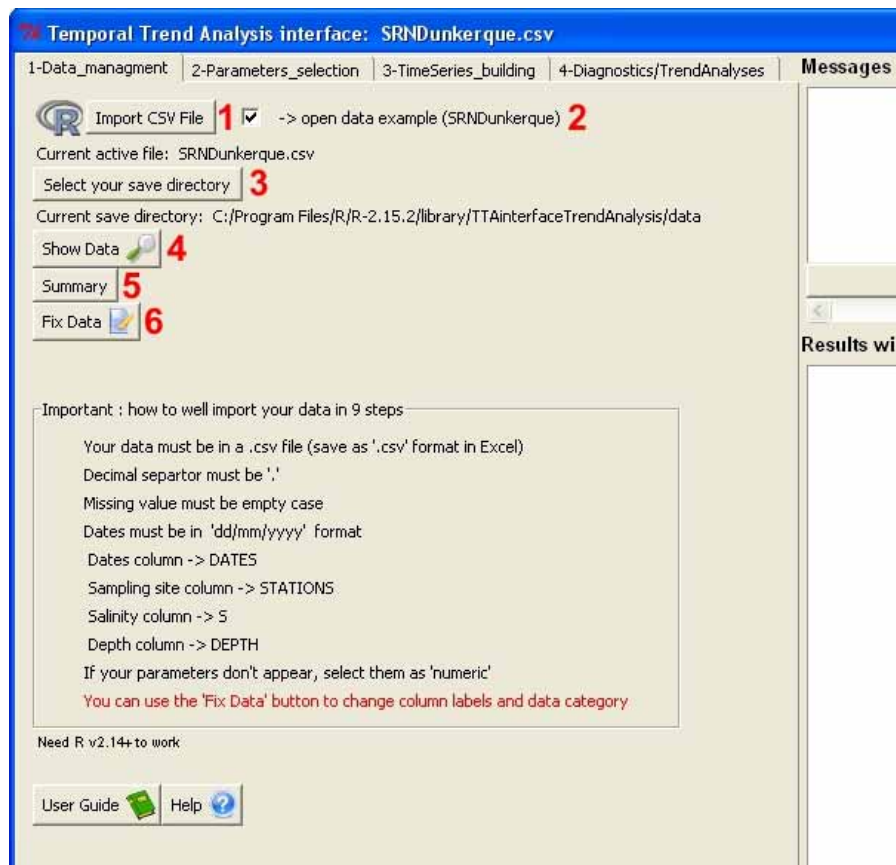 Temporal Trend Analysis interface: SRNDunkerque.csv
1-Data_managment 2-Parameters_selection 3-TimeSeries_building 4-Diagnostics/TrendAnalyses Messages
R Import CSV File 1 -> open data example (SRNDunkerque) 2
Current active file: SRNDunkerque.csv
Select your save directory 3
Current save directory: C:/Program Files/R/R-2.15.2/library/TTAinterfaceTrendAnalysis/data
Show Data 4
Summary 5
Fix Data 6
Results wi
Important : how to well import your data in 9 steps
Your data must be in a .csv file (save as '.csv' format in Excel)
Decimal separtor must be '.'
Missing value must be empty case
Dates must be in 'dd/mm/yyyy' format
Dates column -> DATES
Sampling site column -> STATIONS
Salinity column -> S
Depth column -> DEPTH
If your parameters don't appear, select them as 'numeric'
You can use the 'Fix Data' button to change column labels and data category
Need R v2.14+ to work
User Guide Help ?